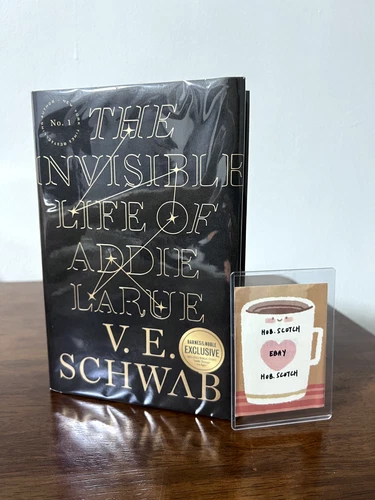 No. 1
THE
INVISIBLE
LIFE OF
ADDIE
LARUE
V. E.
SCHWAB
BARNES & NOBLE
EXCLUSIVE
HOB.SCOTCH
EBAY
HOB.SCOTCH